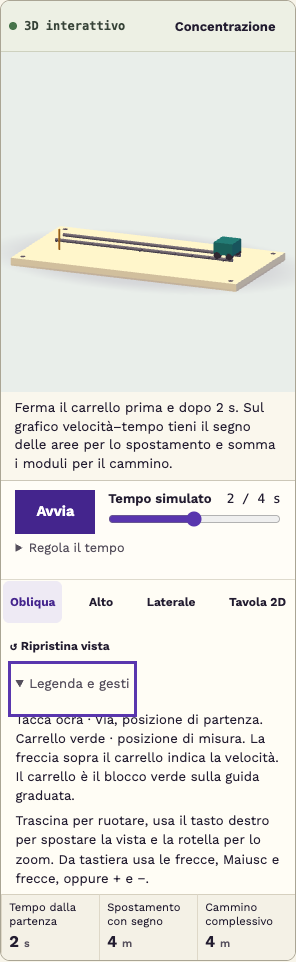 3D interattivo
Concentrazione
Ferma il carrello prima e dopo 2 s. Sul
grafico velocità–tempo tieni il segno
delle aree per lo spostamento e somma
i moduli per il cammino.
Avvia
Tempo simulato 2 / 4 s
▶ Regola il tempo
Obliqua Alto Laterale Tavola 2D
↺ Ripristina vista
▼ Legenda e gesti
Tacca ocra · via, posizione di partenza.
Carrello verde · posizione di misura. La
freccia sopra il carrello indica la velocità.
Il carrello è il blocco verde sulla guida
graduata.
Trascina per ruotare, usa il tasto destro
per spostare la vista e la rotella per lo
zoom. Da tastiera usa le frecce, Maiusc e
frecce, oppure + e −.
Tempo dalla
partenza
2 s
Spostamento
con segno
4 m
Cammino
complessivo
4 m